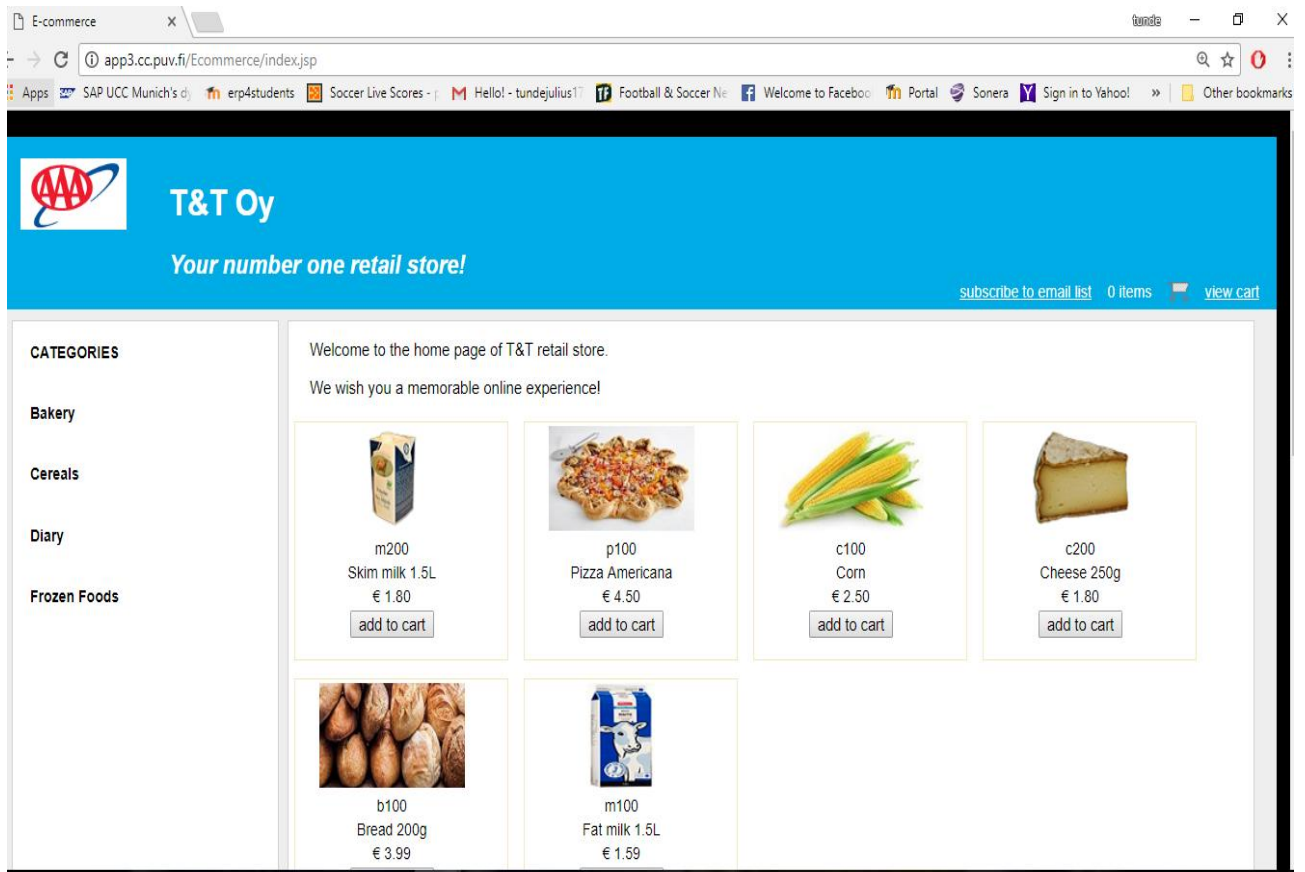 E-commerce
tunde
app3.cc.puv.fi/Ecommerce/index.jsp
Apps SAP UCC Munich's dy erp4students Soccer Live Scores - Hello! - tundejulius17 Football & Soccer Ne Welcome to Faceboo Portal Sonera Sign in to Yahoo! » Other bookmarks
AAA
T&T Oy
Your number one retail store!
subscribe to email list 0 items view cart
CATEGORIES
Bakery
Cereals
Diary
Frozen Foods
Welcome to the home page of T&T retail store.
We wish you a memorable online experience!
m200 p100 c100 c200
Skim milk 1.5L Pizza Americana Corn Cheese 250g
€ 1.80 € 4.50 € 2.50 € 1.80
add to cart add to cart add to cart add to cart
b100 m100
Bread 200g Fat milk 1.5L
€ 3.99 € 1.59